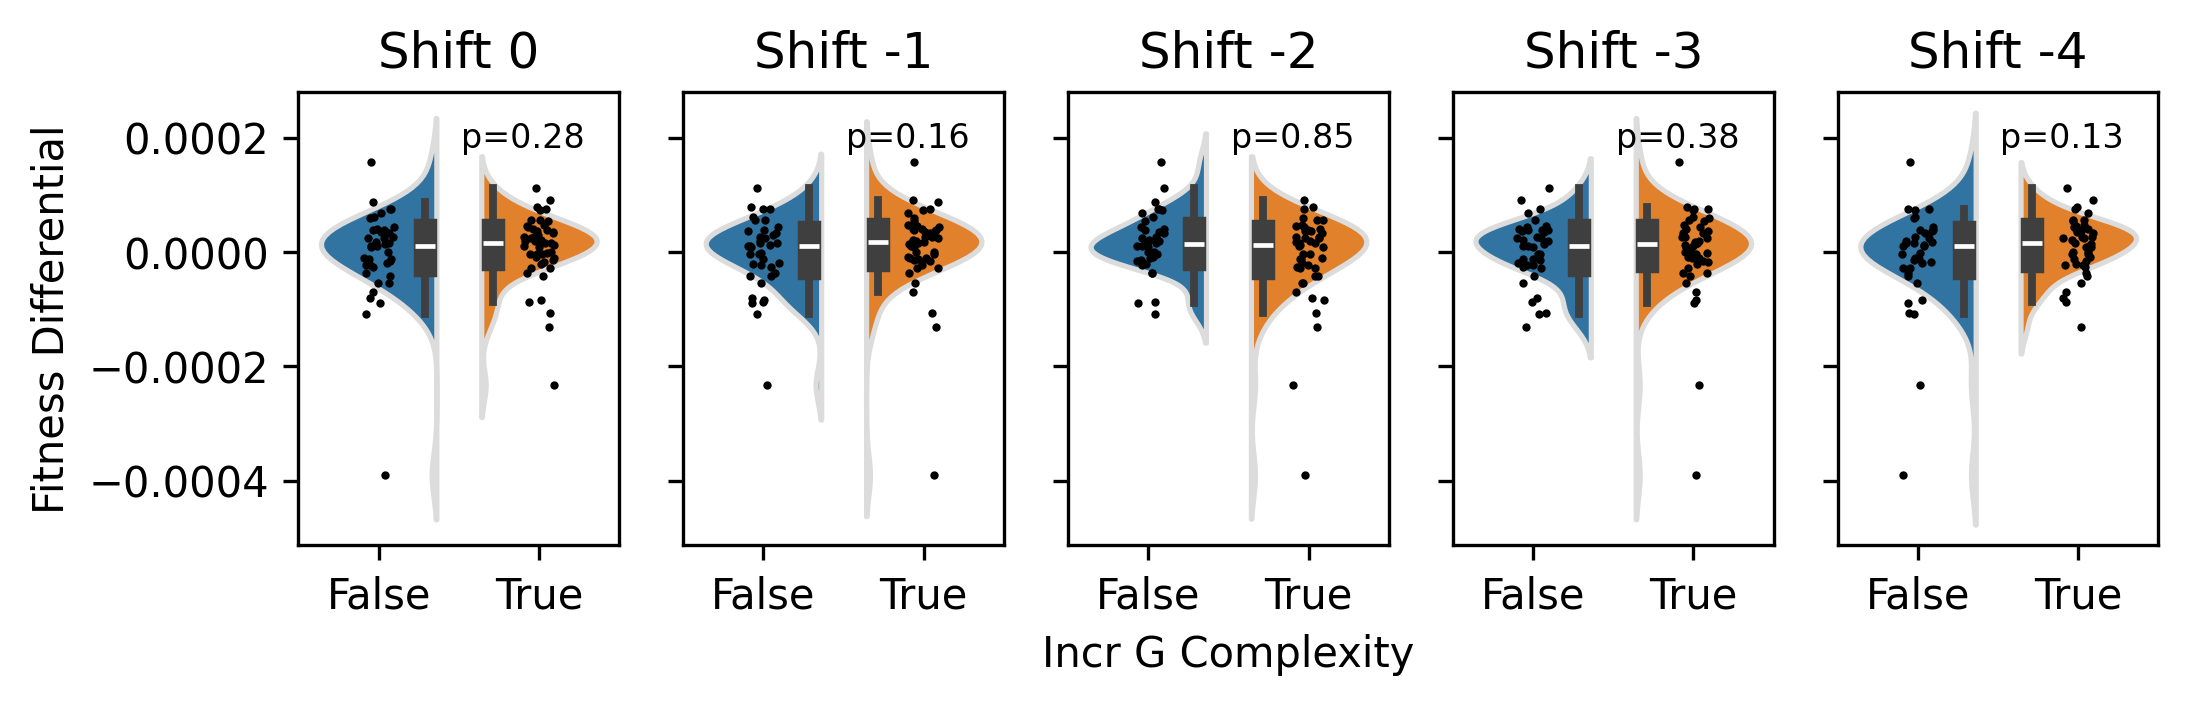 Shift 0 Shift -1 Shift -2 Shift -3 Shift -4
p=0.28 p=0.16 p=0.85 p=0.38 p=0.13
Fitness Differential
0.0002
0.0000
−0.0002
−0.0004
False True False True False True False True False True
Incr G Complexity